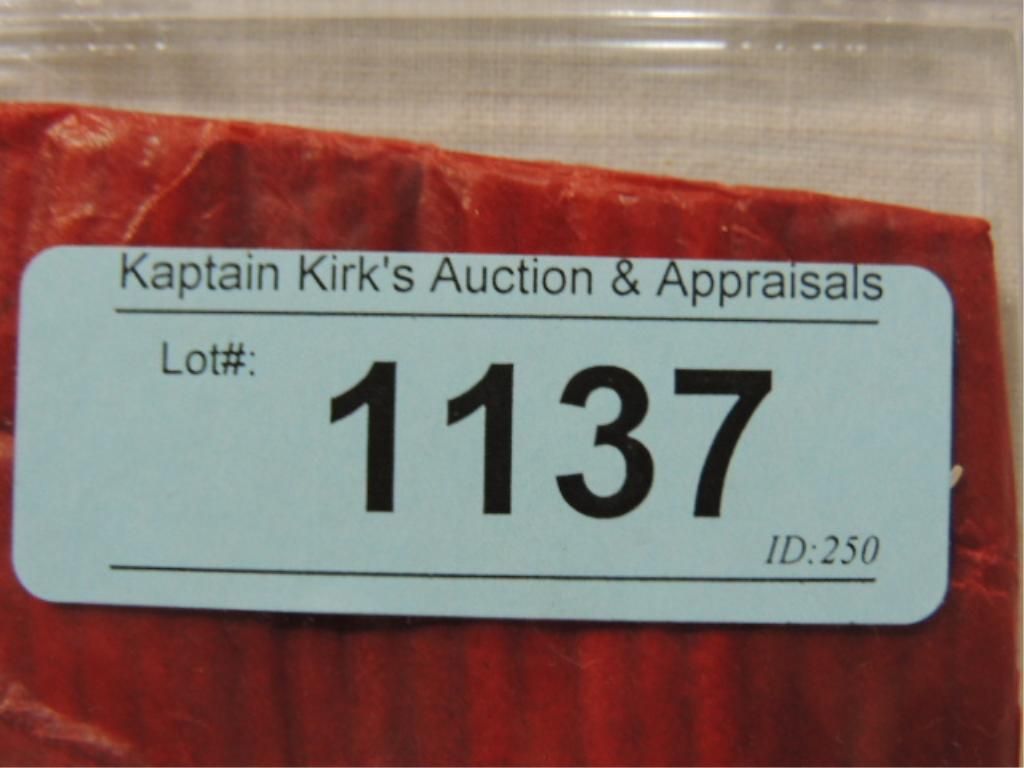 Kaptain Kirk's Auction & Appraisals
Lot#: 1137
ID:250